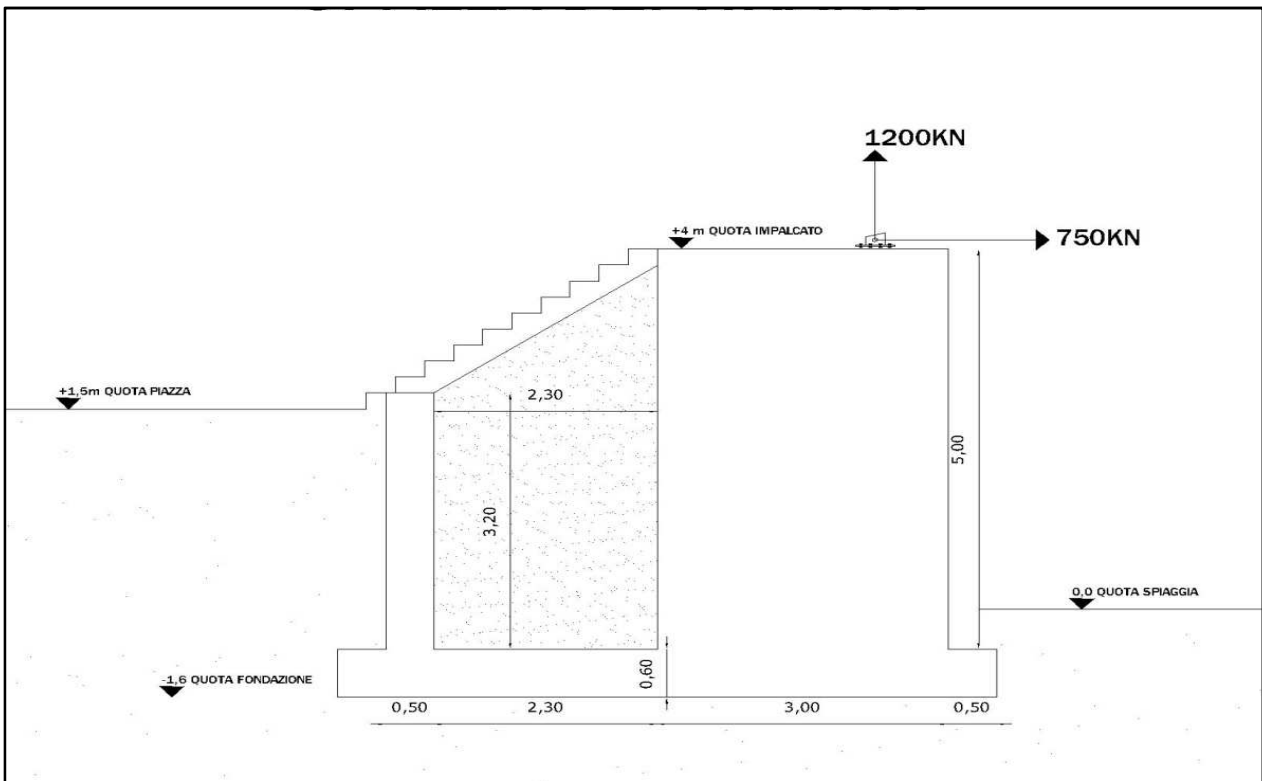 1200KN
+4 m QUOTA IMPALCATO
750KN
+1,5m QUOTA PIAZZA
2,30
5,00
3,20
0,0 QUOTA SPIAGGIA
-1,6 QUOTA FONDAZIONE
0,60
0,50 2,30 3,00 0,50